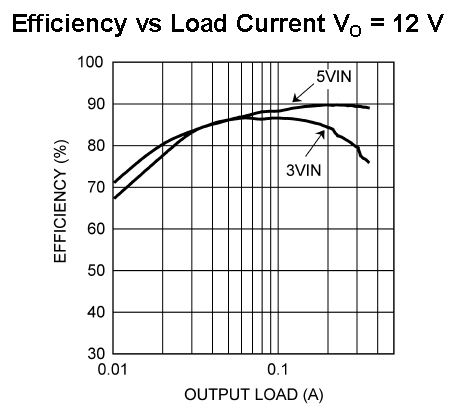 Efficiency vs Load Current VO = 12 V
100
90
80
70
60
50
40
30
EFFICIENCY (%)
5VIN
3VIN
0.01
0.1
OUTPUT LOAD (A)